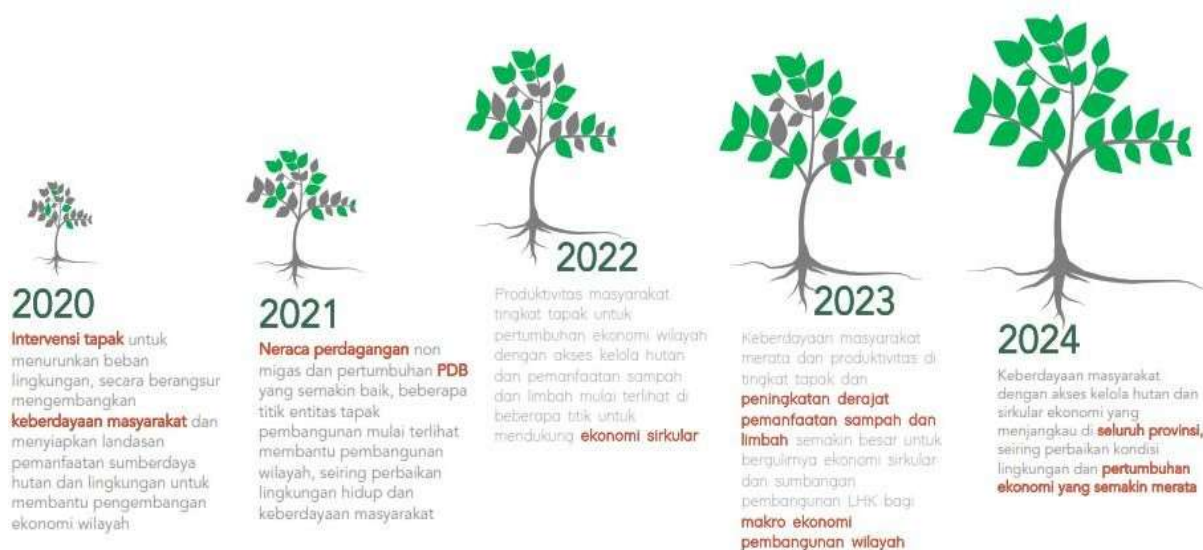 2020
Intervensi tapak untuk
menurunkan beban
lingkungan, secara berangsur
mengembangkan
keberdayaan masyarakat dan
menyiapkan landasan
pemanfaatan sumberdaya
hutan dan lingkungan untuk
membantu pengembangan
ekonomi wilayah
2021
Neraca perdagangan non
migas dan pertumbuhan PDB
yang semakin baik, beberapa
titik entitas tapak
pembangunan mulai terlihat
membantu pembangunan
wilayah, seiring perbaikan
lingkungan hidup dan
keberdayaan masyarakat
2022
Produktivitas masyarakat
tingkat tapak untuk
pertumbuhan ekonomi wilayah
dengan akses kelola hutan
dan pemanfaatan sampah
dan limbah mulai terlihat di
beberapa titik untuk
mendukung ekonomi sirkular
2023
Keberdayaan masyarakat
merata dan produktivitas di
tingkat tapak dan
peningkatan derajat
pemanfaatan sampah dan
limbah semakin besar untuk
bergulirnya ekonomi sirkular
dan sumbangan
pembangunan LHK bagi
makro ekonomi
pembangunan wilayah
2024
Keberdayaan masyarakat
dengan akses kelola hutan dan
sirkular ekonomi yang
menjangkau di seluruh provinsi,
seiring perbaikan kondisi
lingkungan dan pertumbuhan
ekonomi yang semakin merata